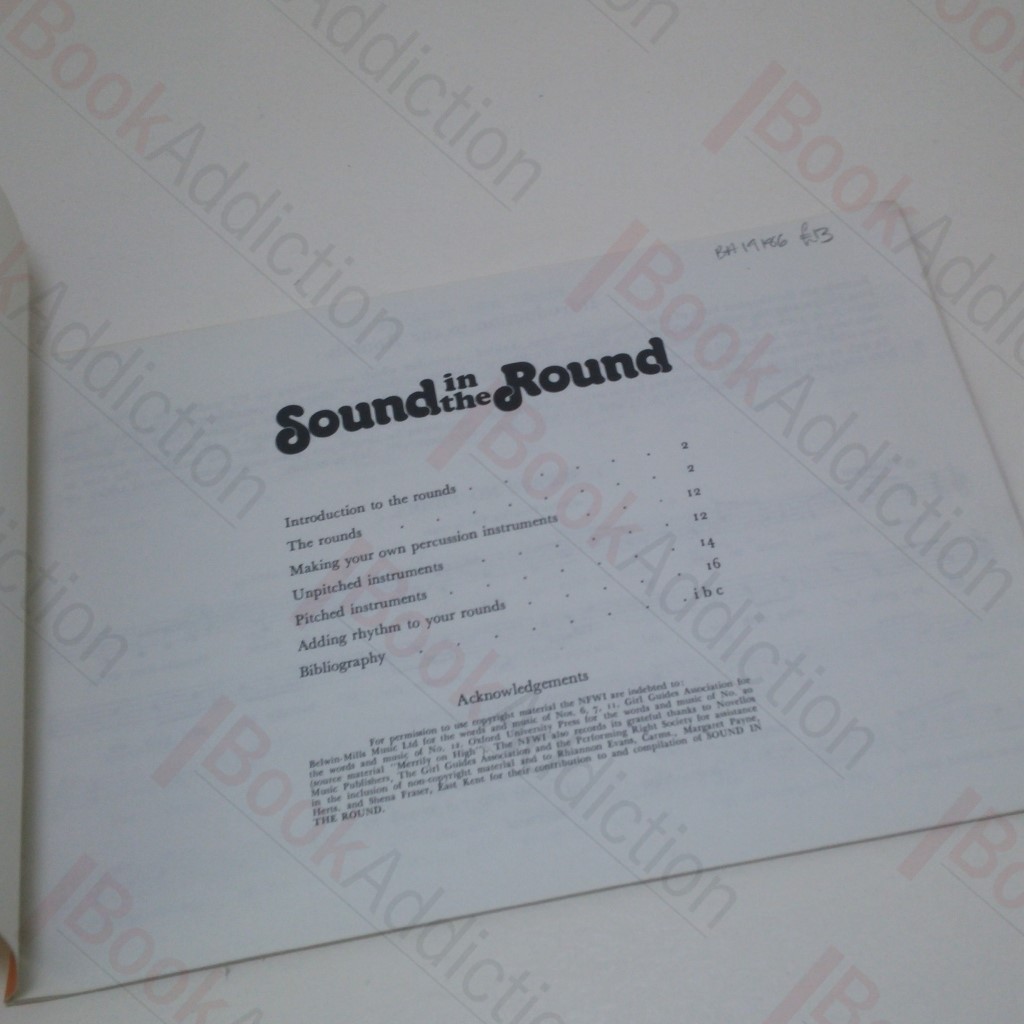 BA 19786 £13
Sound in the Round
Introduction to the rounds . . . . . . 2
The rounds . . . . . . . . 2
Making your own percussion instruments . . . 12
Unpitched instruments . . . . . . 12
Pitched instruments . . . . . . . 14
Adding rhythm to your rounds . . . . . 16
Bibliography . . . . . . . . ibc
Acknowledgements
For permission to use copyright material the NFWI are indebted to:
Belwin-Mills Music Ltd for the words and music of Nos. 6, 7, 11. Girl Guides Association for
the words and music of No. 12. Oxford University Press for the words and music of No. 20
(source material "Merrily on High"). The NFWI also records its grateful thanks to Novellos
Music Publishers, The Girl Guides Association and the Performing Right Society for assistance
in the inclusion of non-copyright material and to Rhiannon Evans, Carms., Margaret Payne,
Herts. and Shena Fraser, East Kent for their contribution to and compilation of SOUND IN
THE ROUND.
BookAddiction